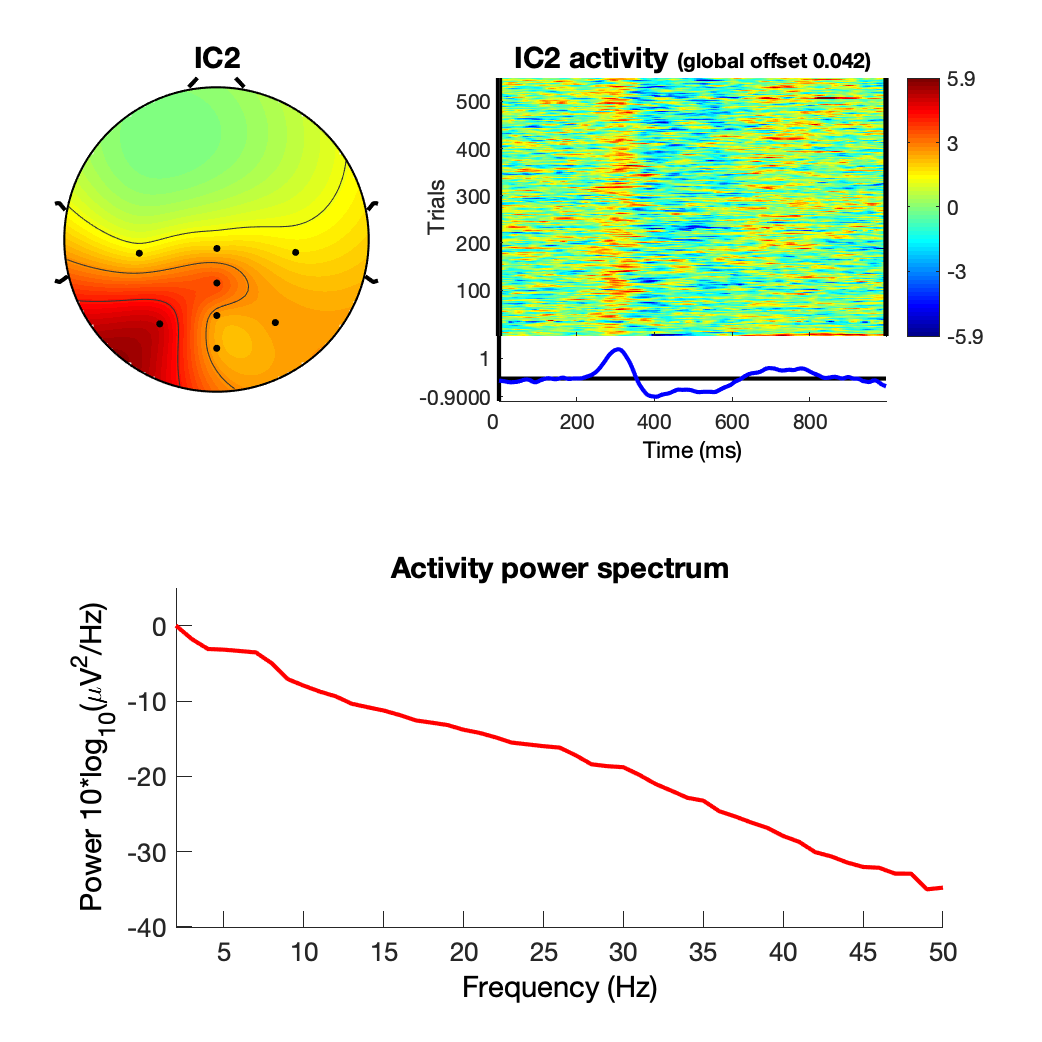 IC2
IC2 activity (global offset 0.042)
500
400
300
200
100
Trials
5.9
3
0
-3
-5.9
1
-0.9000
0 200 400 600 800
Time (ms)
Activity power spectrum
0
-10
-20
-30
-40
Power 10*log10(μV2/Hz)
5 10 15 20 25 30 35 40 45 50
Frequency (Hz)